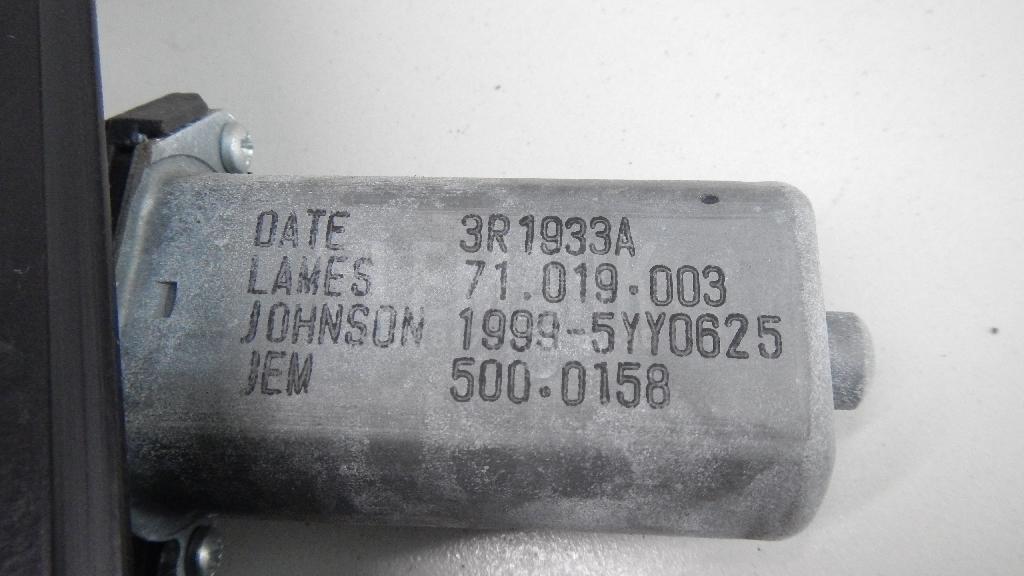 DATE 3R1933A
LAMES 71.019.003
JOHNSON 1999-5YY0625
JEM 500.0158